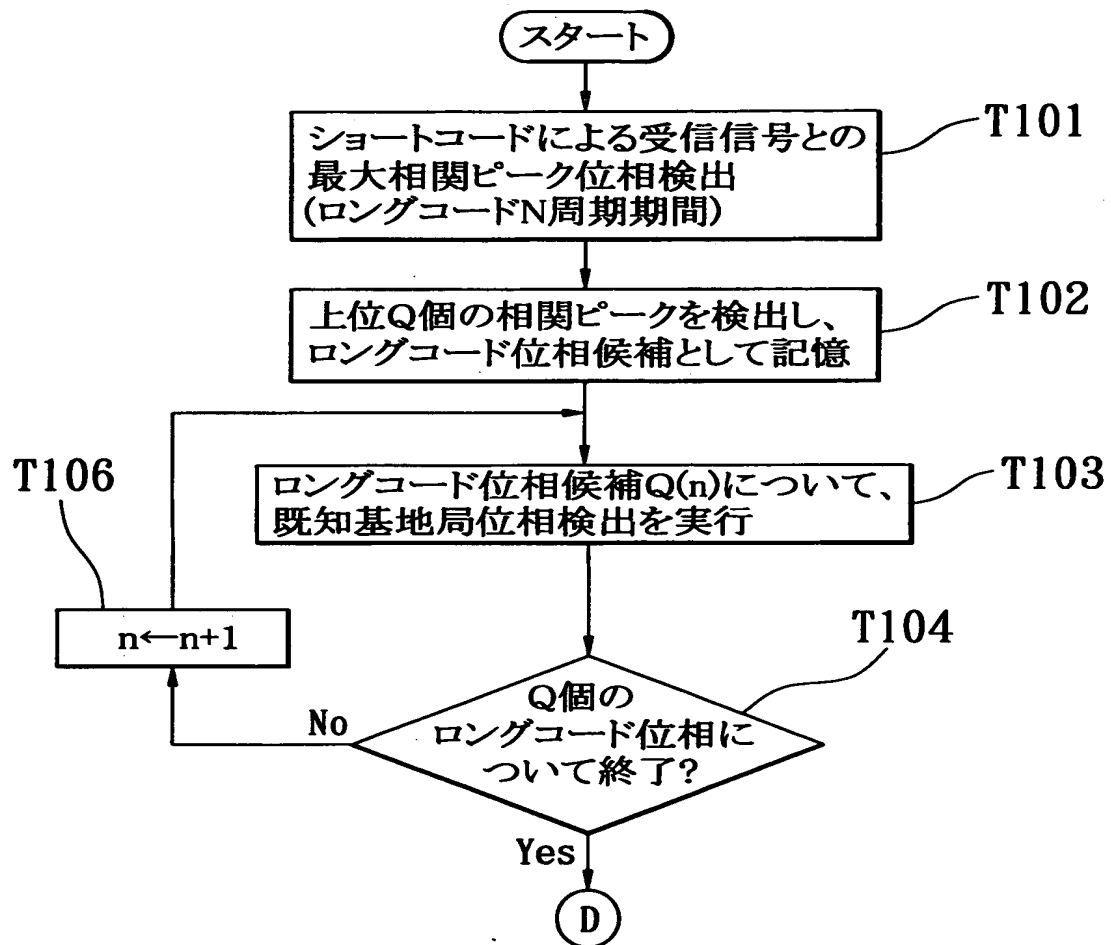 スタート
T101
ショートコードによる受信信号との
最大相関ピーク位相検出
(ロングコードN周期期間)
T102
上位Q個の相関ピークを検出し、
ロングコード位相候補として記憶
T106
T103
ロングコード位相候補Q(n)について、
既知基地局位相検出を実行
n←n+1
T104
Q個の
ロングコード位相に
ついて終了?
No
Yes
D